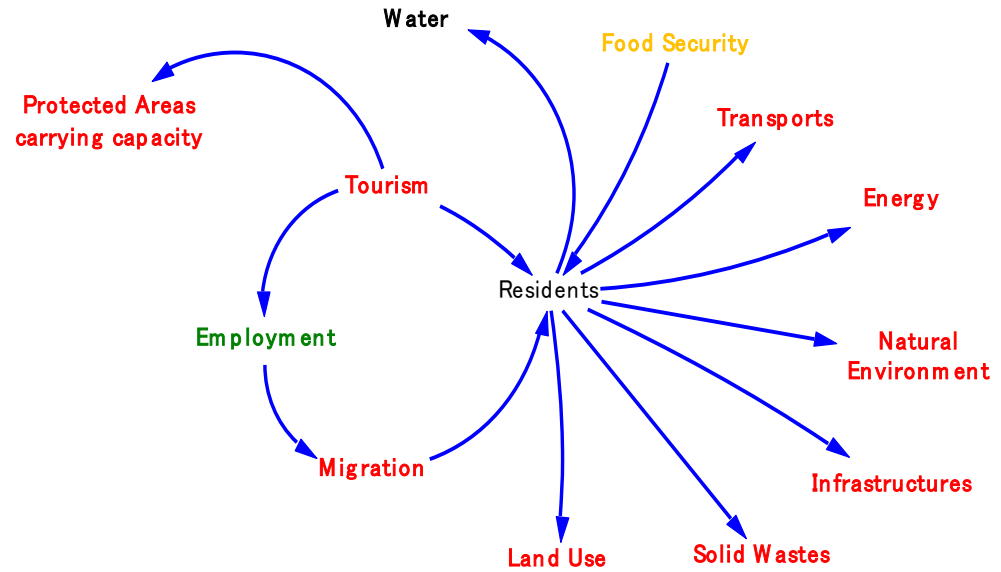 Water
Food Security
Protected Areas
carrying capacity
Transports
Tourism
Energy
Residents
Employment
Natural
Environment
Migration
Infrastructures
Land Use
Solid Wastes